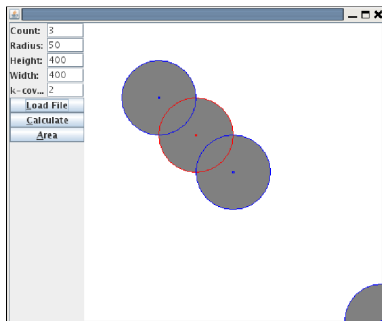 Count: 3
Radius: 50
Height: 400
Width: 400
k-cov... 2
Load File
Calculate
Area